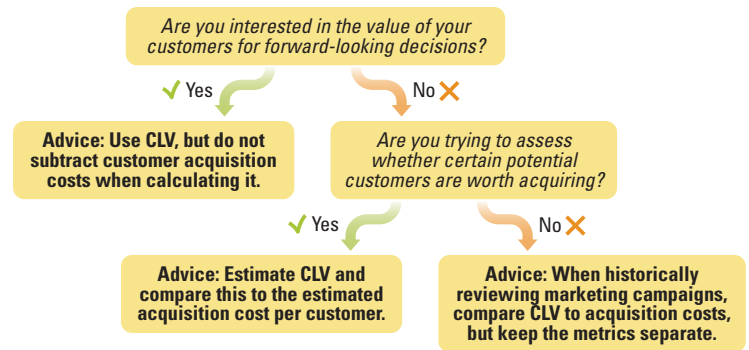 Are you interested in the value of your
customers for forward-looking decisions?
Yes
No
Advice: Use CLV, but do not
subtract customer acquisition
costs when calculating it.
Are you trying to assess
whether certain potential
customers are worth acquiring?
Yes
No
Advice: Estimate CLV and
compare this to the estimated
acquisition cost per customer.
Advice: When historically
reviewing marketing campaigns,
compare CLV to acquisition costs,
but keep the metrics separate.